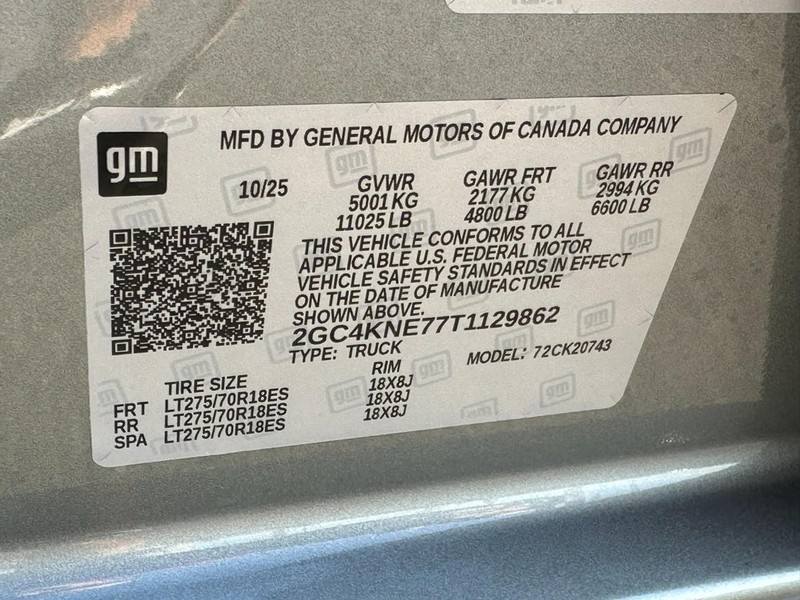 gm
MFD BY GENERAL MOTORS OF CANADA COMPANY
10/25
GVWR
5001 KG
11025 LB
GAWR FRT
2177 KG
4800 LB
GAWR RR
2994 KG
6600 LB
THIS VEHICLE CONFORMS TO ALL
APPLICABLE U.S. FEDERAL MOTOR
VEHICLE SAFETY STANDARDS IN EFFECT
ON THE DATE OF MANUFACTURE
SHOWN ABOVE.
2GC4KNE77T1129862
TYPE: TRUCK
MODEL: 72CK20743
TIRE SIZE RIM
FRT LT275/70R18ES 18X8J
RR LT275/70R18ES 18X8J
SPA LT275/70R18ES 18X8J